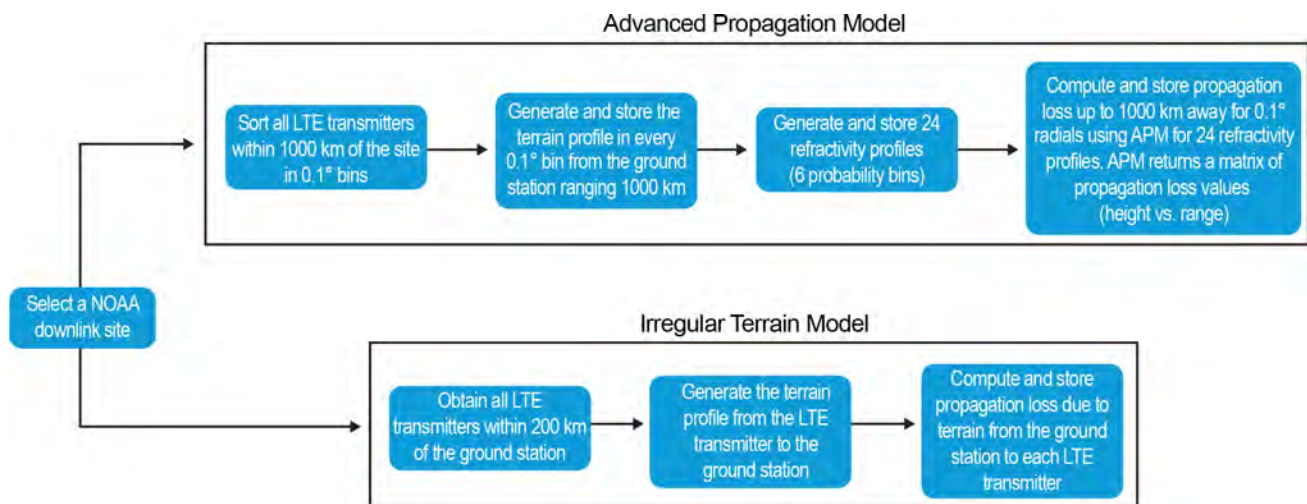 Advanced Propagation Model
Sort all LTE transmitters
within 1000 km of the site
in 0.1° bins
Generate and store the
terrain profile in every
0.1° bin from the ground
station ranging 1000 km
Generate and store 24
refractivity profiles
(6 probability bins)
Compute and store propagation
loss up to 1000 km away for 0.1°
radials using APM for 24 refractivity
profiles. APM returns a matrix of
propagation loss values
(height vs. range)
Select a NOAA
downlink site
Irregular Terrain Model
Obtain all LTE
transmitters within 200 km
of the ground station
Generate the terrain
profile from the LTE
transmitter to the
ground station
Compute and store
propagation loss due to
terrain from the ground
station to each LTE
transmitter